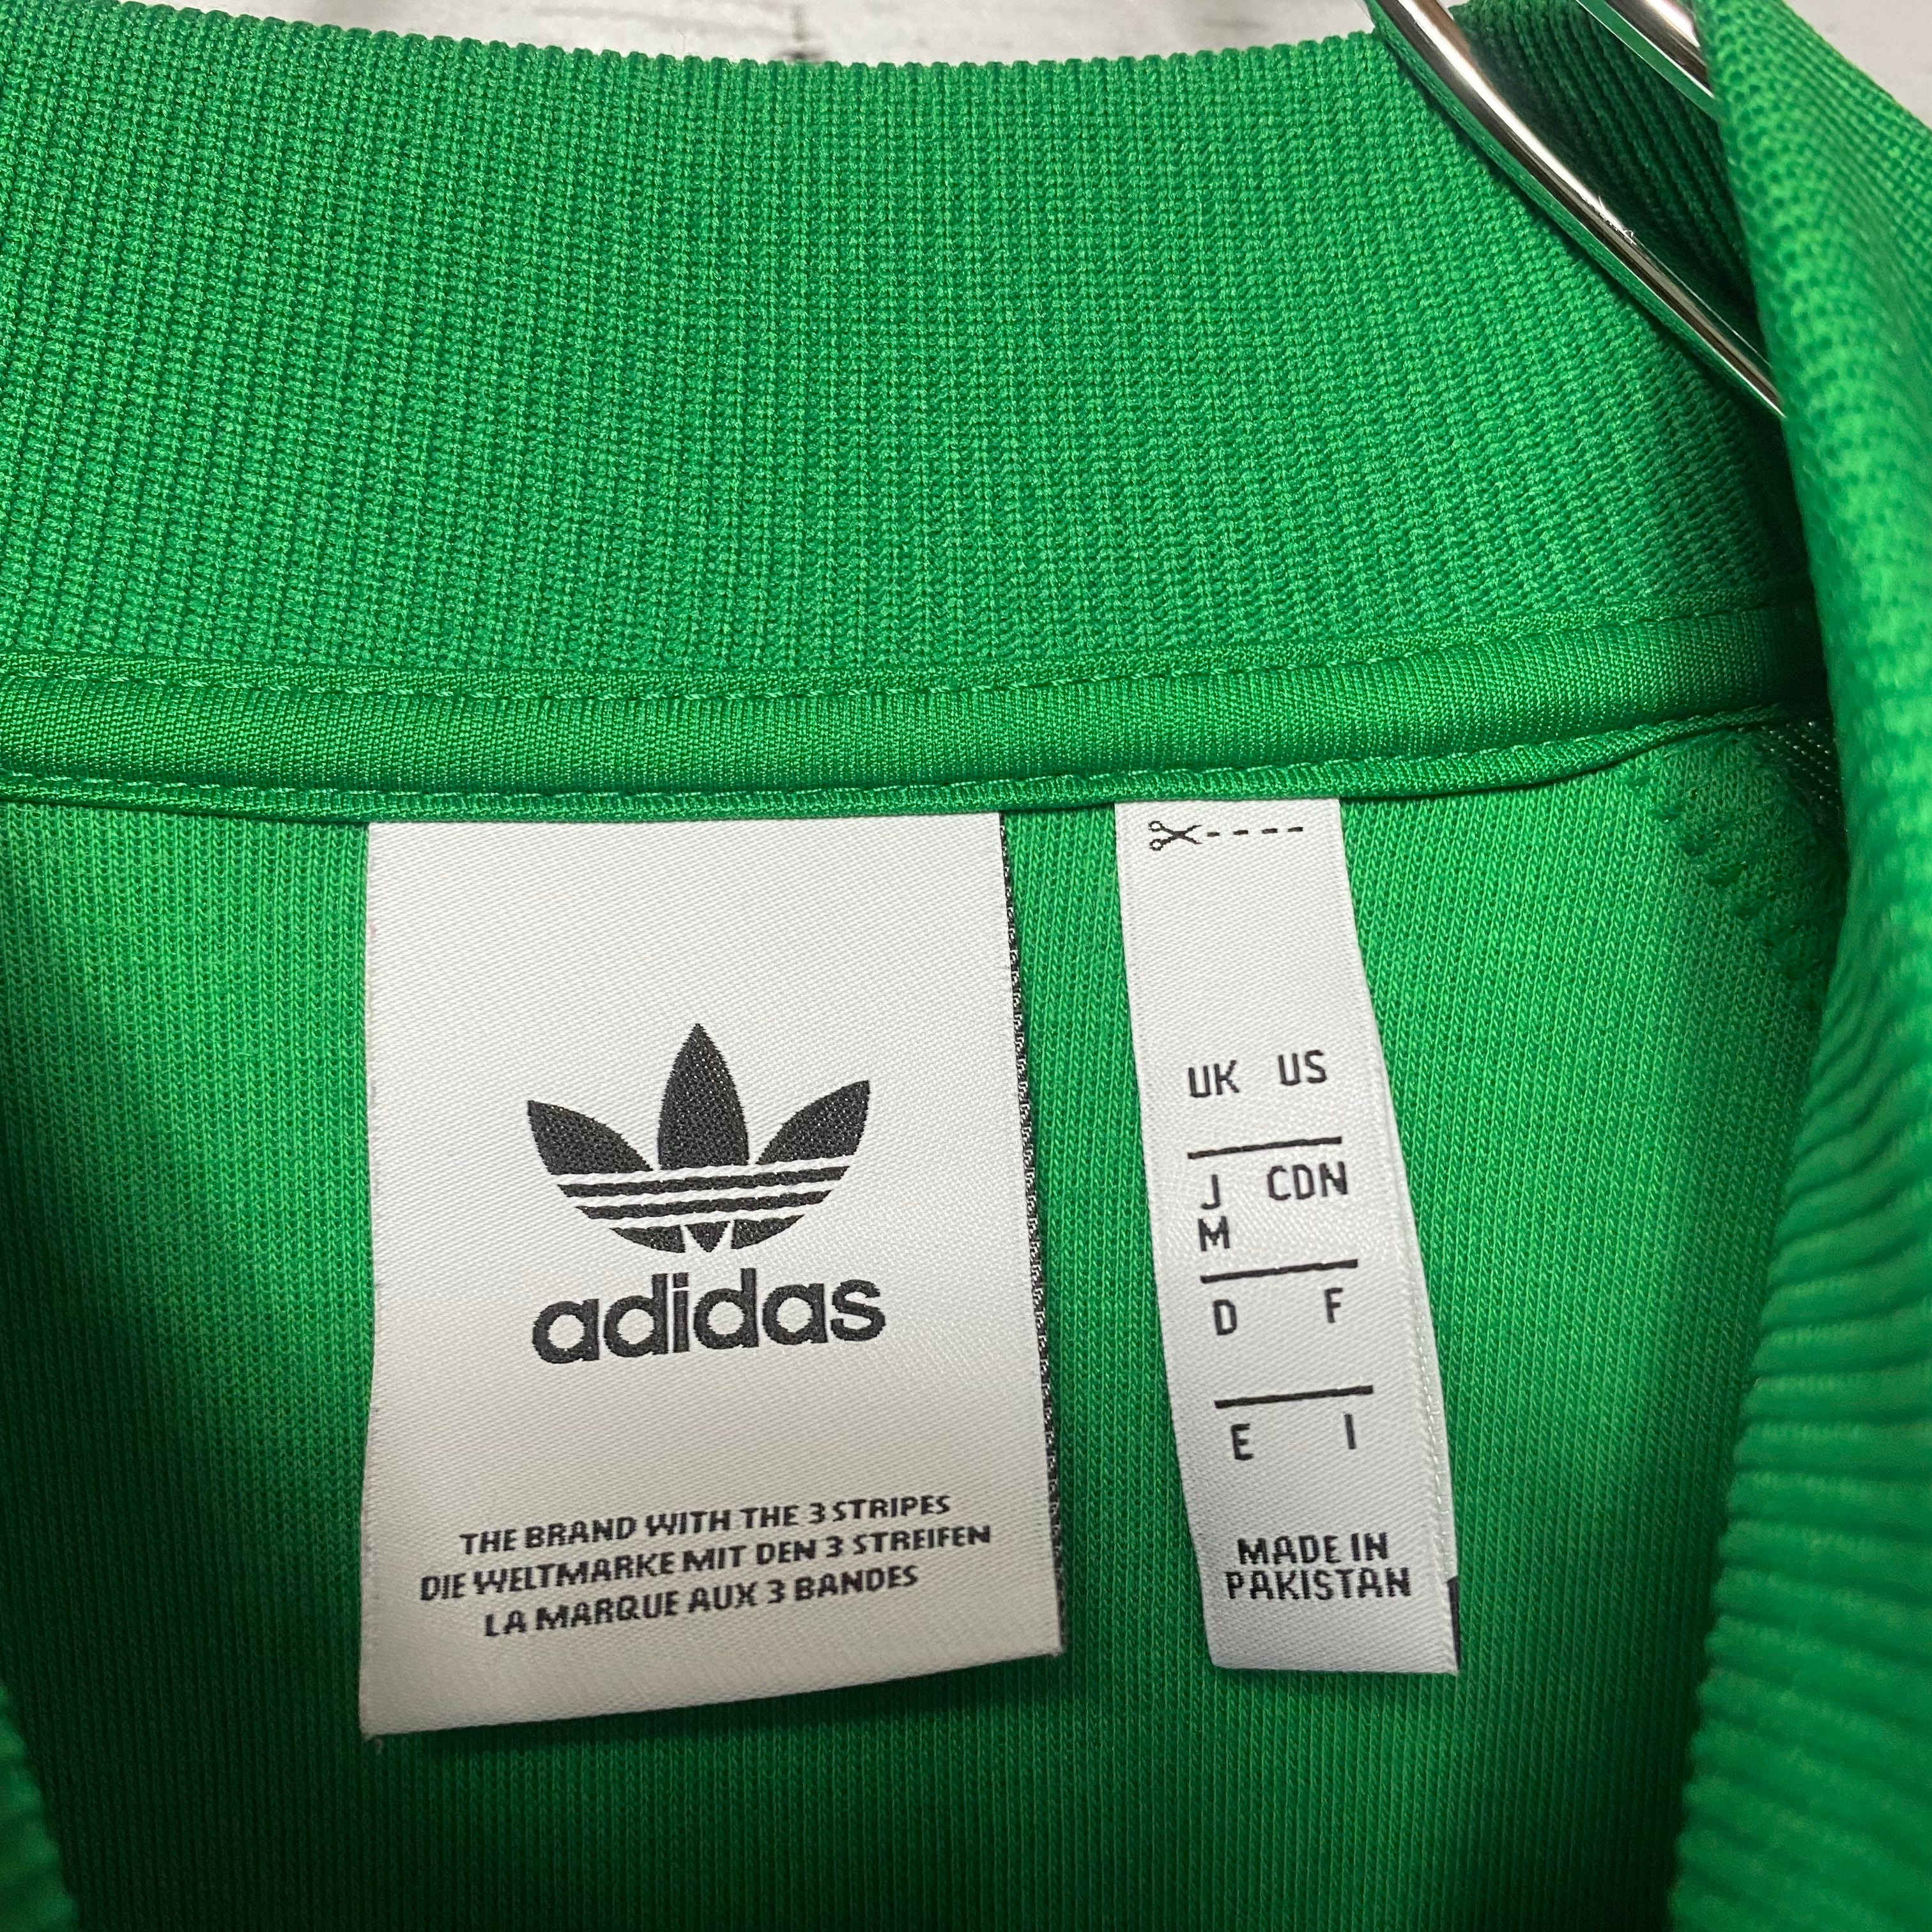 adidas
THE BRAND WITH THE 3 STRIPES
DIE WELTMARKE MIT DEN 3 STREIFEN
LA MARQUE AUX 3 BANDES
UK US
J CDN
M
D F
E I
MADE IN
PAKISTAN